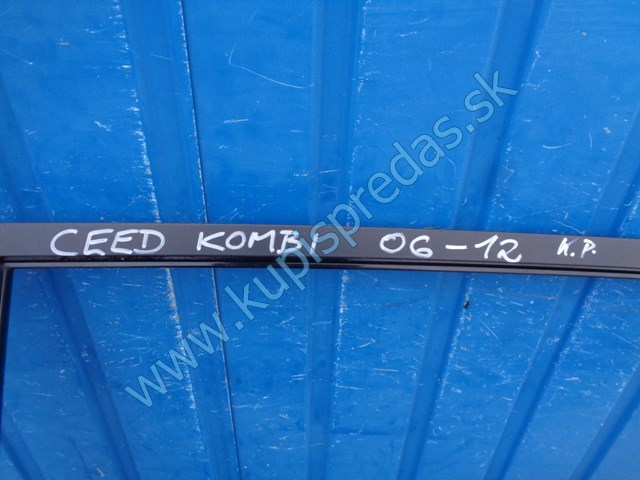 CEED KOMBI 06-12 K.P.
www.kupispredas.sk